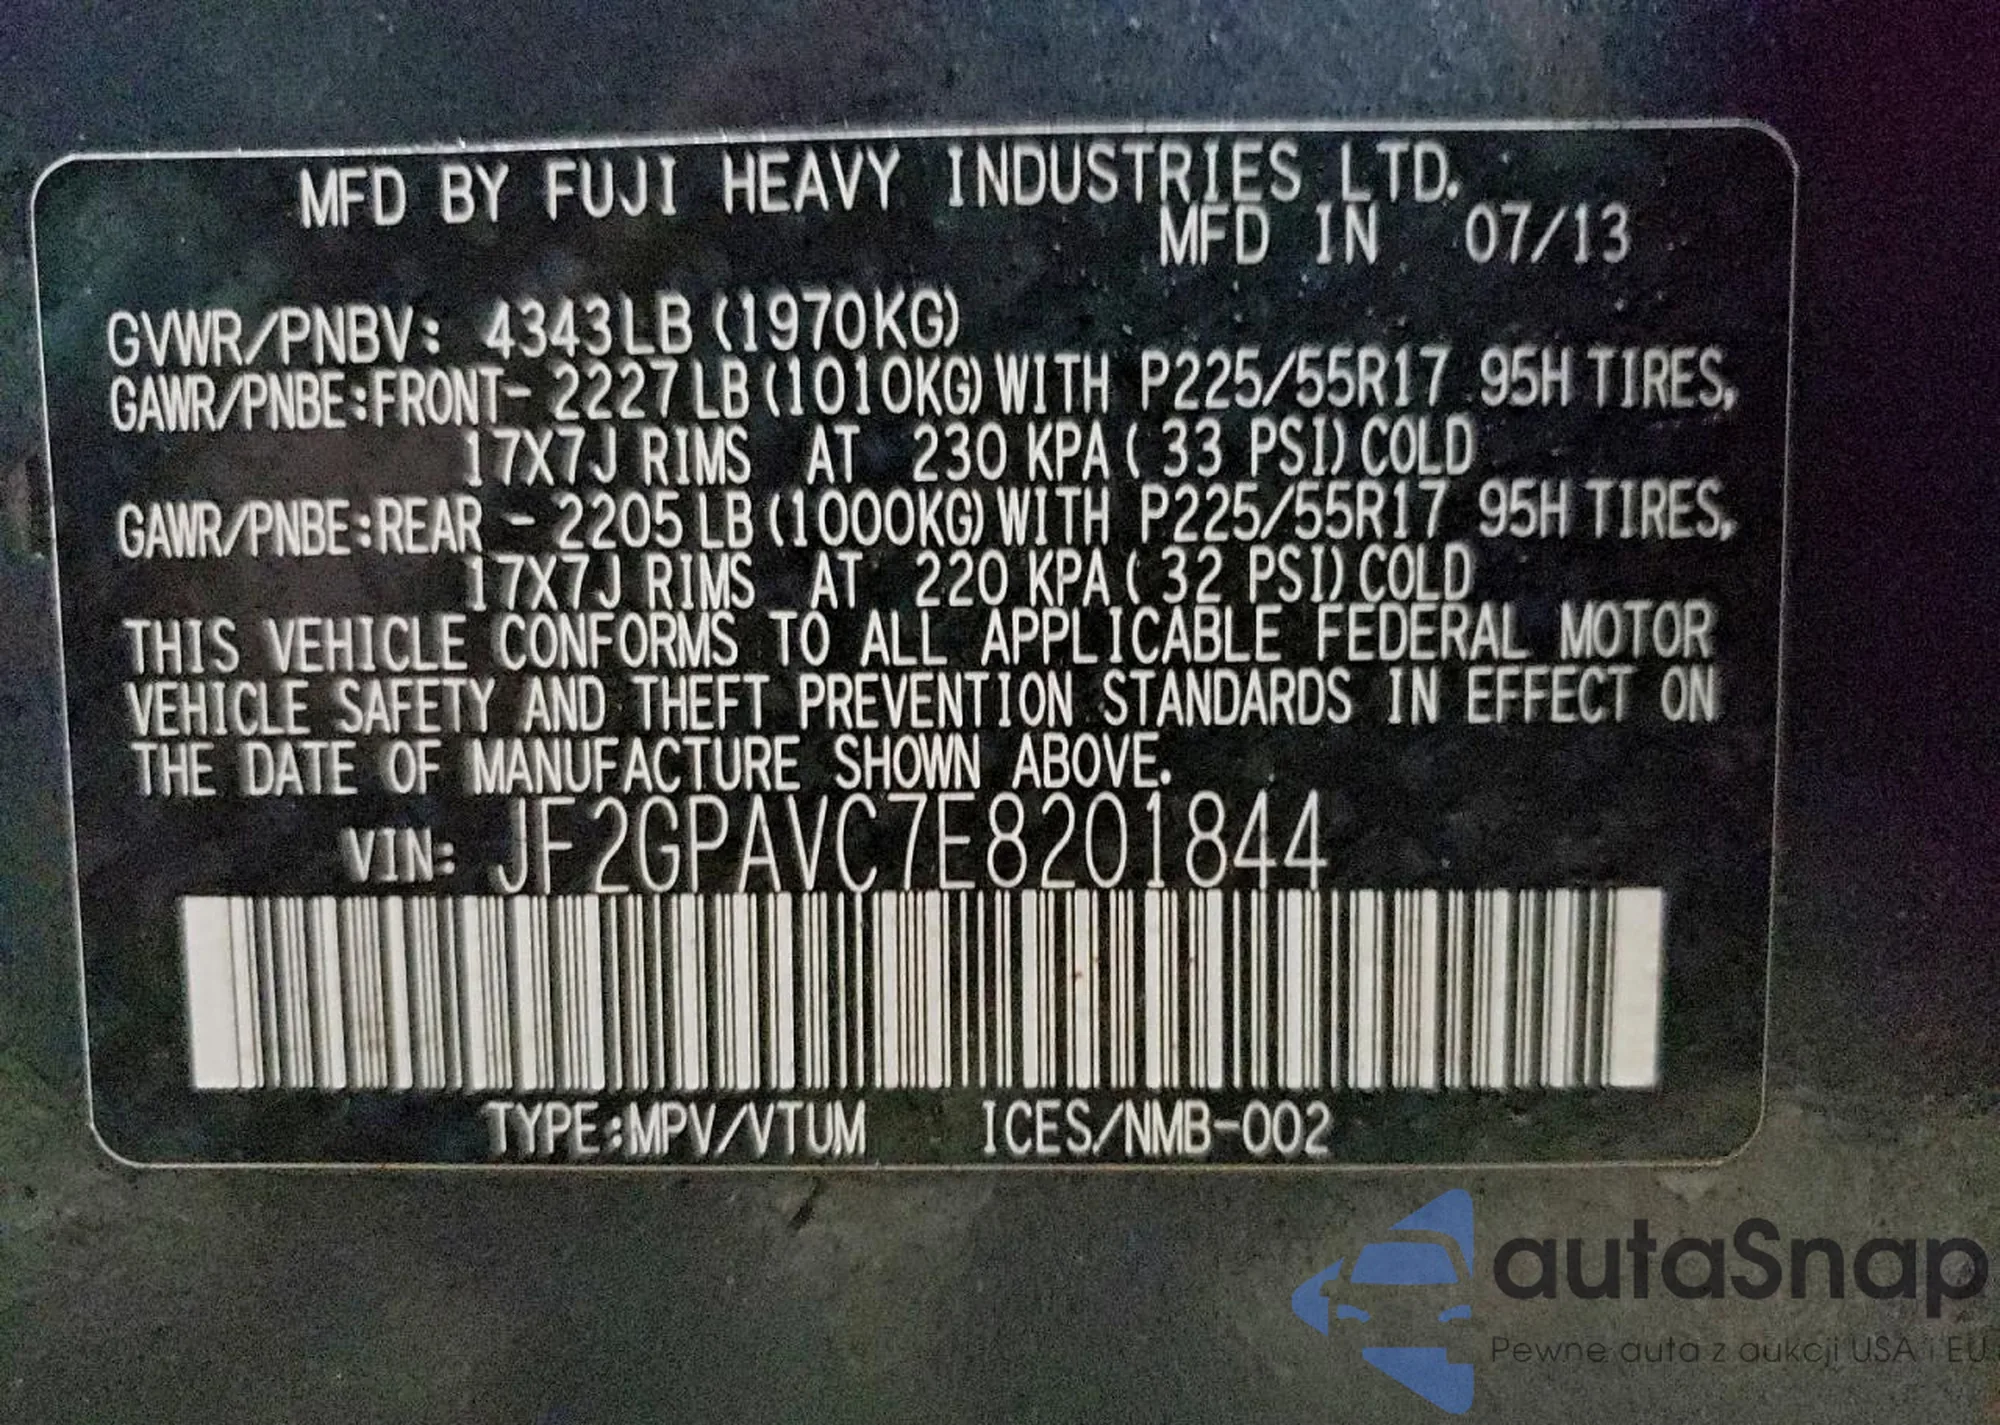 MFD BY FUJI HEAVY INDUSTRIES LTD.
MFD IN 07/13
GVWR/PNBV: 4343LB (1970KG)
GAWR/PNBE:FRONT- 2227LB (1010KG) WITH P225/55R17 95H TIRES,
17X7J RIMS AT 230 KPA ( 33 PSI) COLD
GAWR/PNBE:REAR - 2205LB (1000KG) WITH P225/55R17 95H TIRES,
17X7J RIMS AT 220 KPA ( 32 PSI) COLD
THIS VEHICLE CONFORMS TO ALL APPLICABLE FEDERAL MOTOR
VEHICLE SAFETY AND THEFT PREVENTION STANDARDS IN EFFECT ON
THE DATE OF MANUFACTURE SHOWN ABOVE.
VIN: JF2GPAVC7E8201844
TYPE:MPV/VTUM ICES/NMB-002
autaSnap
Pewne auta z aukcji USA i EU